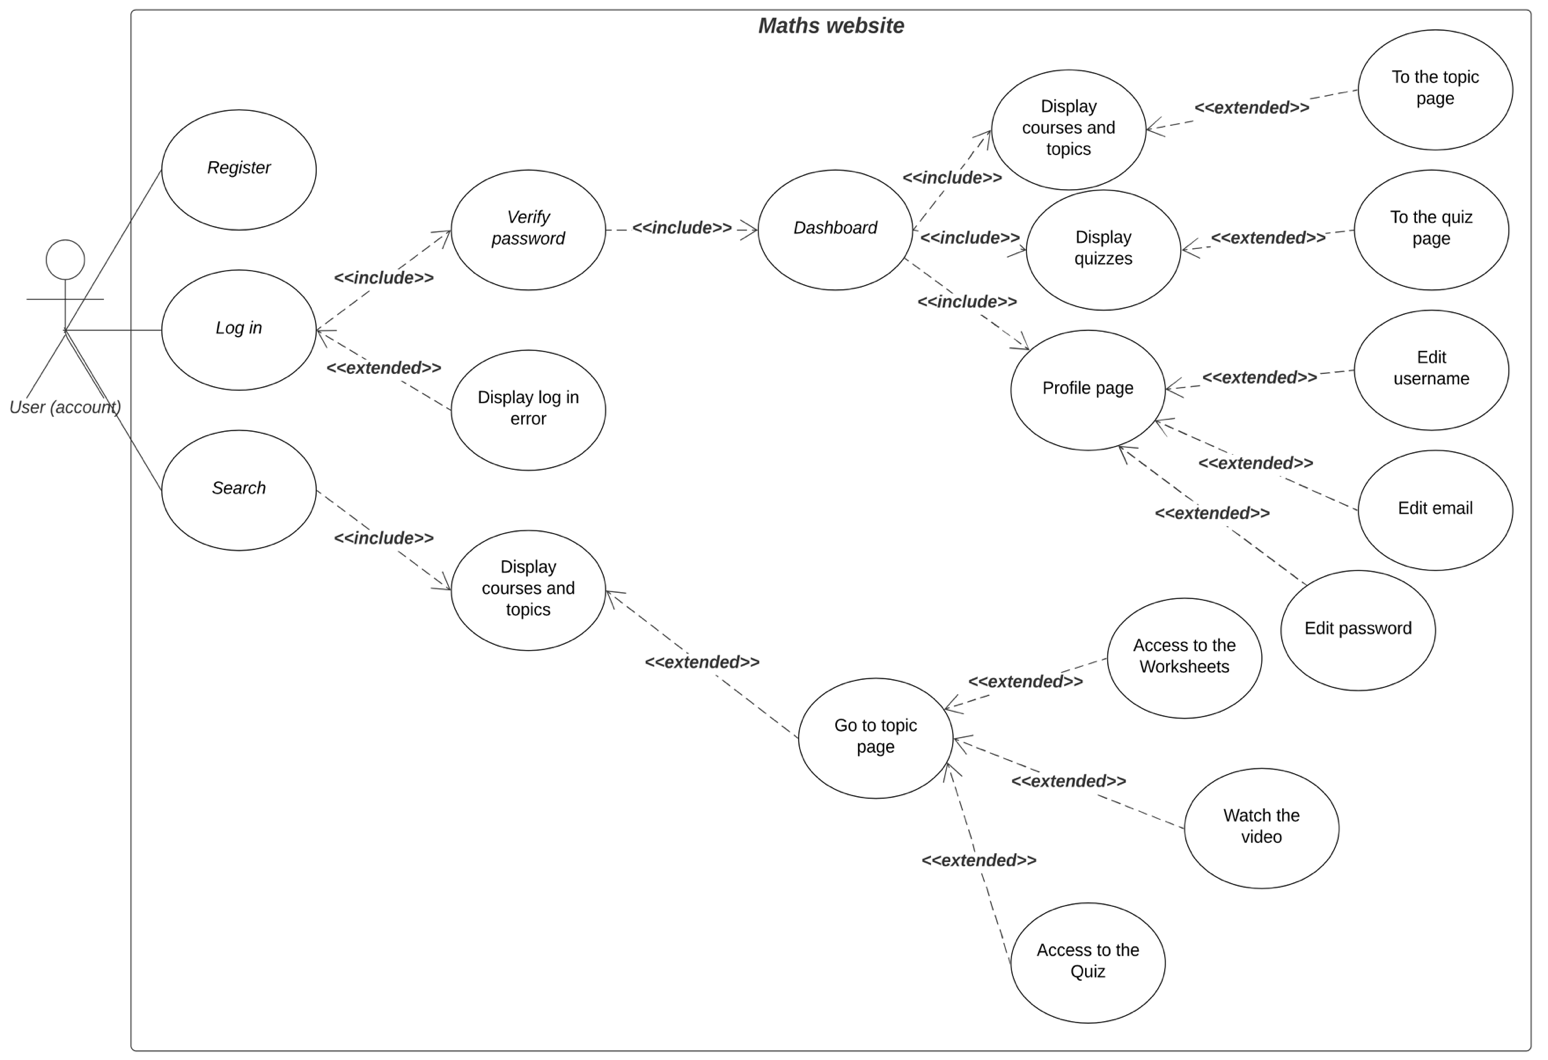 Maths website
To the topic
page
Display
courses and
topics
<<extended>>
Register
<<include>>
Verify
password
<<include>>
Dashboard
<<include>>
Display
quizzes
<<extended>>
To the quiz
page
<<include>>
<<include>>
Log in
<<extended>>
Display log in
error
Profile page
<<extended>>
Edit
username
User (account)
<<extended>>
Edit email
<<extended>>
Search
<<include>>
Display
courses and
topics
Edit password
<<extended>>
Access to the
Worksheets
<<extended>>
Go to topic
page
<<extended>>
Watch the
video
<<extended>>
Access to the
Quiz